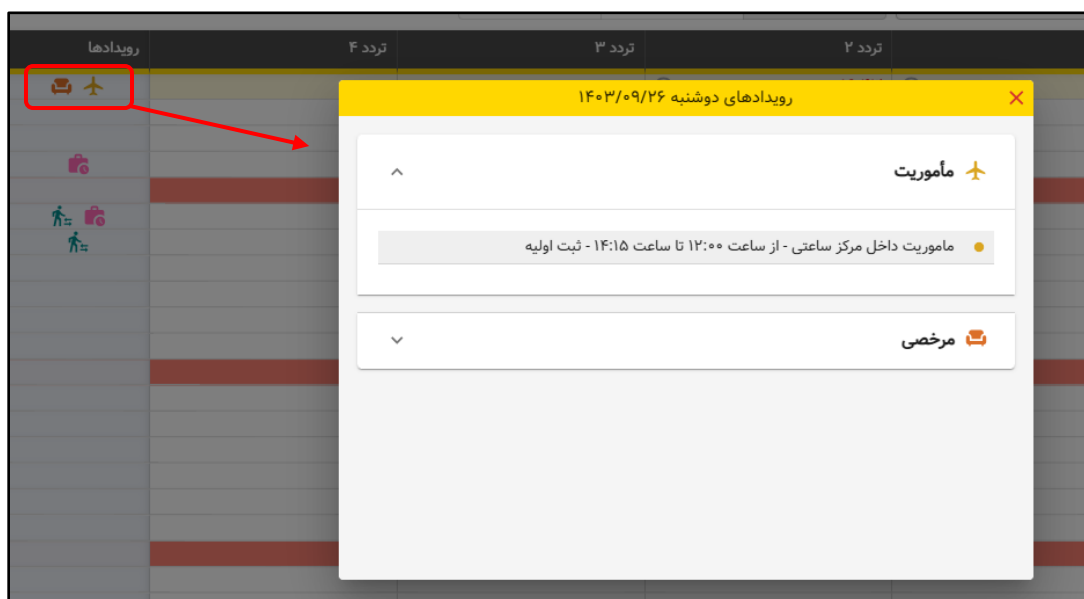 تردد ۲ تردد ۳ تردد ۴ رویدادها
رویدادهای دوشنبه ۱۴۰۳/۰۹/۲۶
مأموریت
ماموریت داخل مرکز ساعتی - از ساعت ۱۲:۰۰ تا ساعت ۱۴:۱۵ - ثبت اولیه
مرخصی